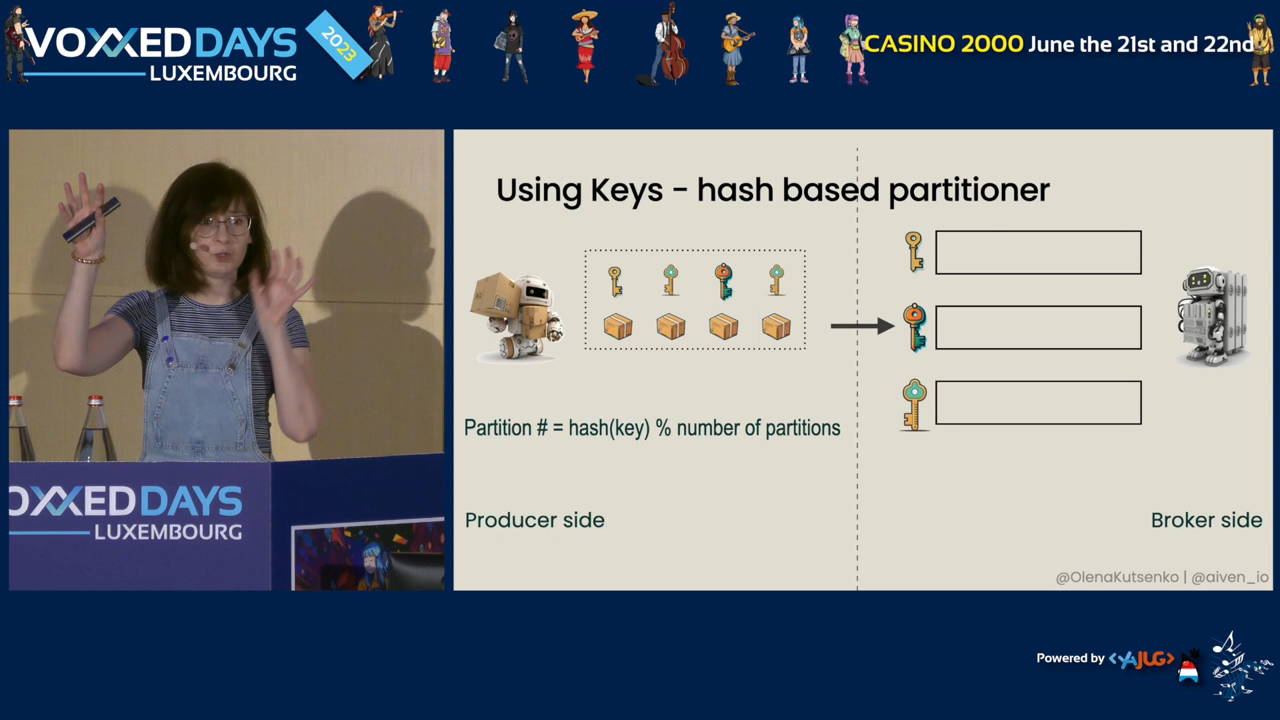 VOXXEDDAYS
LUXEMBOURG
2023
CASINO 2000 June the 21st and 22nd
Using Keys - hash based partitioner
Partition # = hash(key) % number of partitions
Producer side
Broker side
@OlenaKutsenko | @aiven_io
OXXEDDAYS
LUXEMBOURG
Powered by <YAJUG>